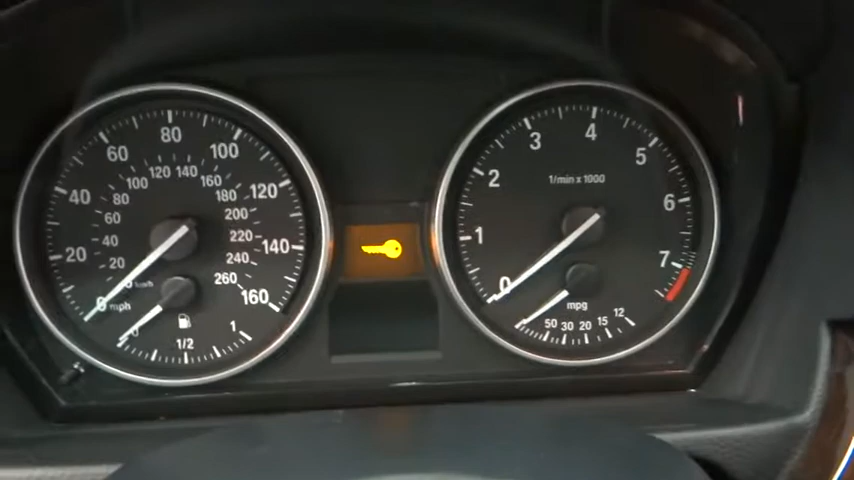 20 40 60 80 100 120 140 160
20 40 60 80 100 120 140 160 180 200 220 240 260
km/h
0 mph
0 1/2 1
0 1 2 3 4 5 6 7
1/min x 1000
mpg
50 30 20 15 12